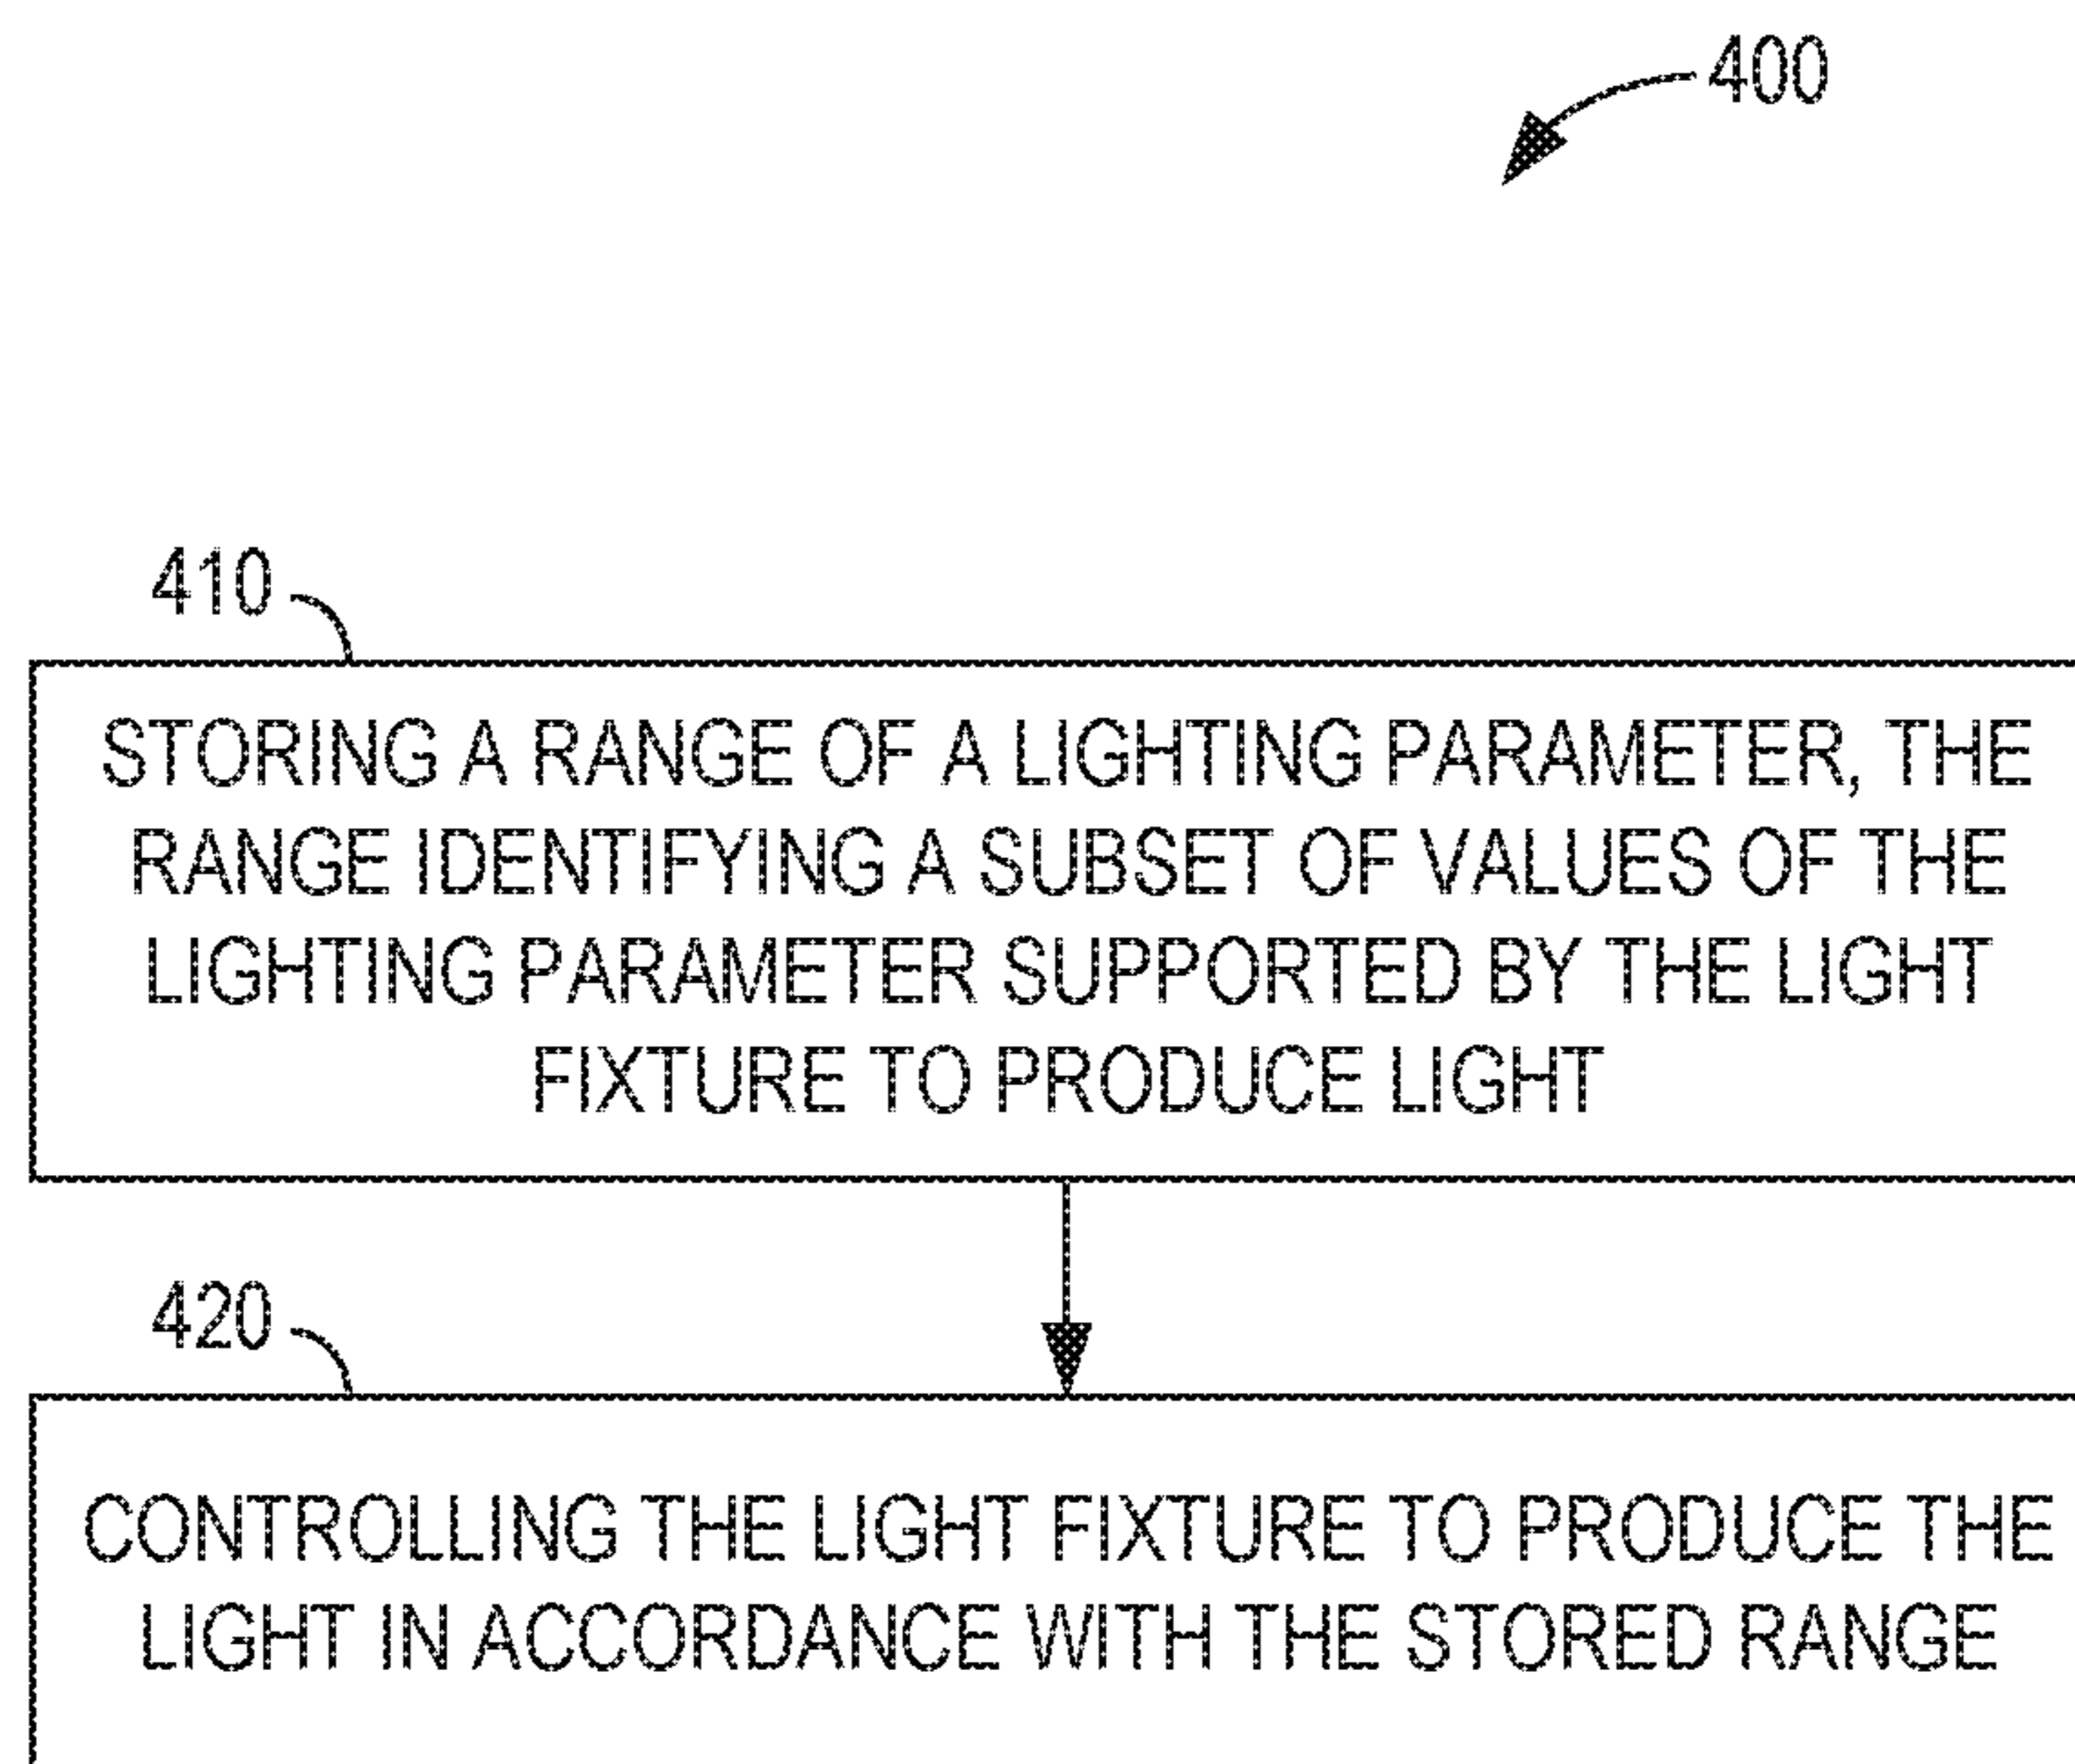 400
410
STORING A RANGE OF A LIGHTING PARAMETER, THE
RANGE IDENTIFYING A SUBSET OF VALUES OF THE
LIGHTING PARAMETER SUPPORTED BY THE LIGHT
FIXTURE TO PRODUCE LIGHT
420
CONTROLLING THE LIGHT FIXTURE TO PRODUCE THE
LIGHT IN ACCORDANCE WITH THE STORED RANGE